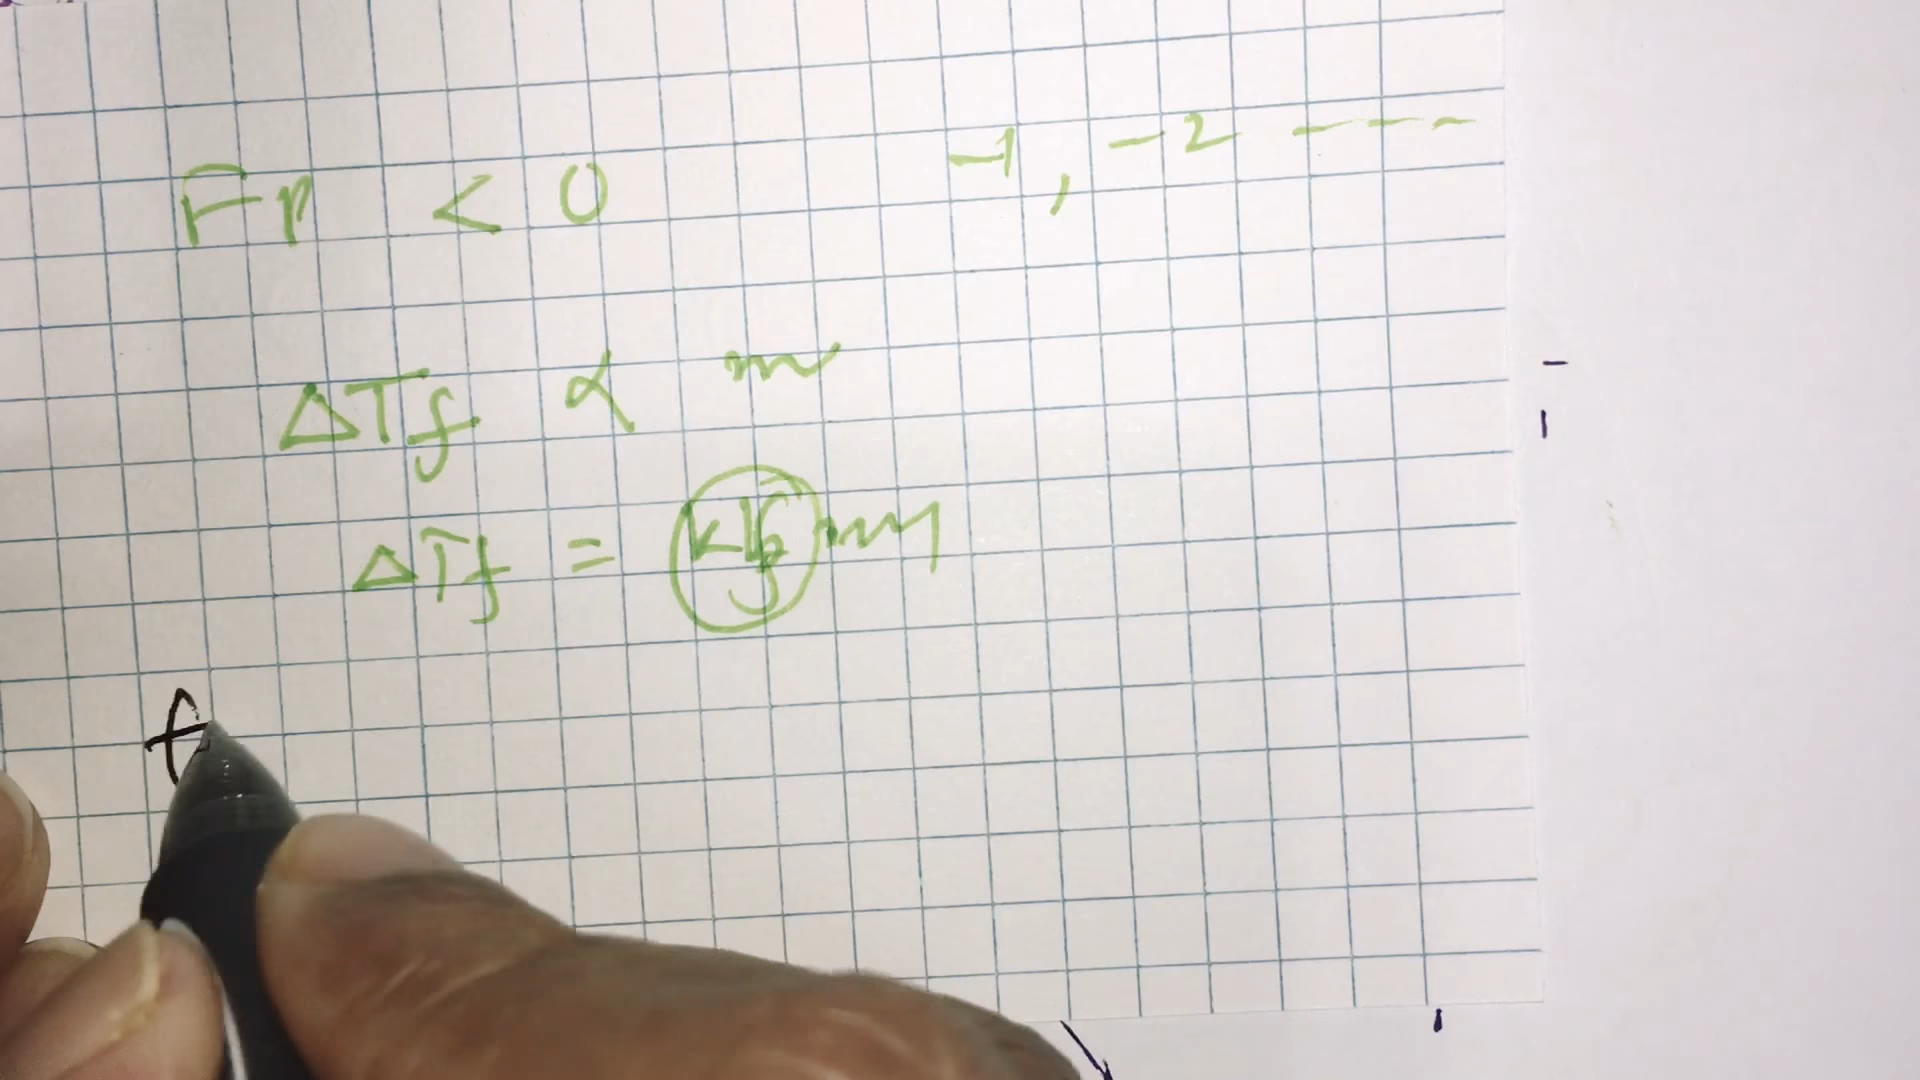 Fp < 0 -1, -2 ----
ΔTf ∝ m
ΔTf = Kf m